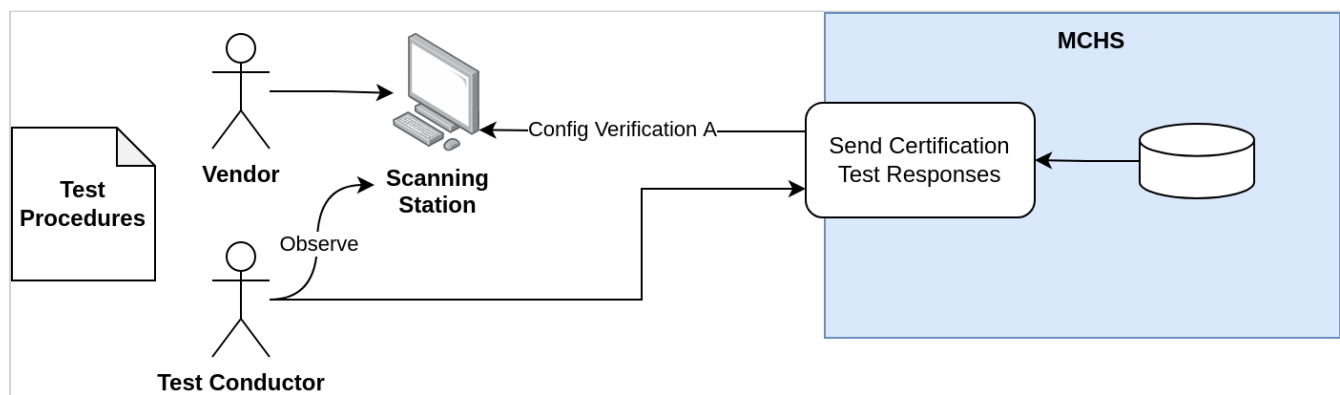 MCHS
Config Verification A
Send Certification
Test Responses
Vendor
Scanning
Station
Test
Procedures
Observe
Test Conductor